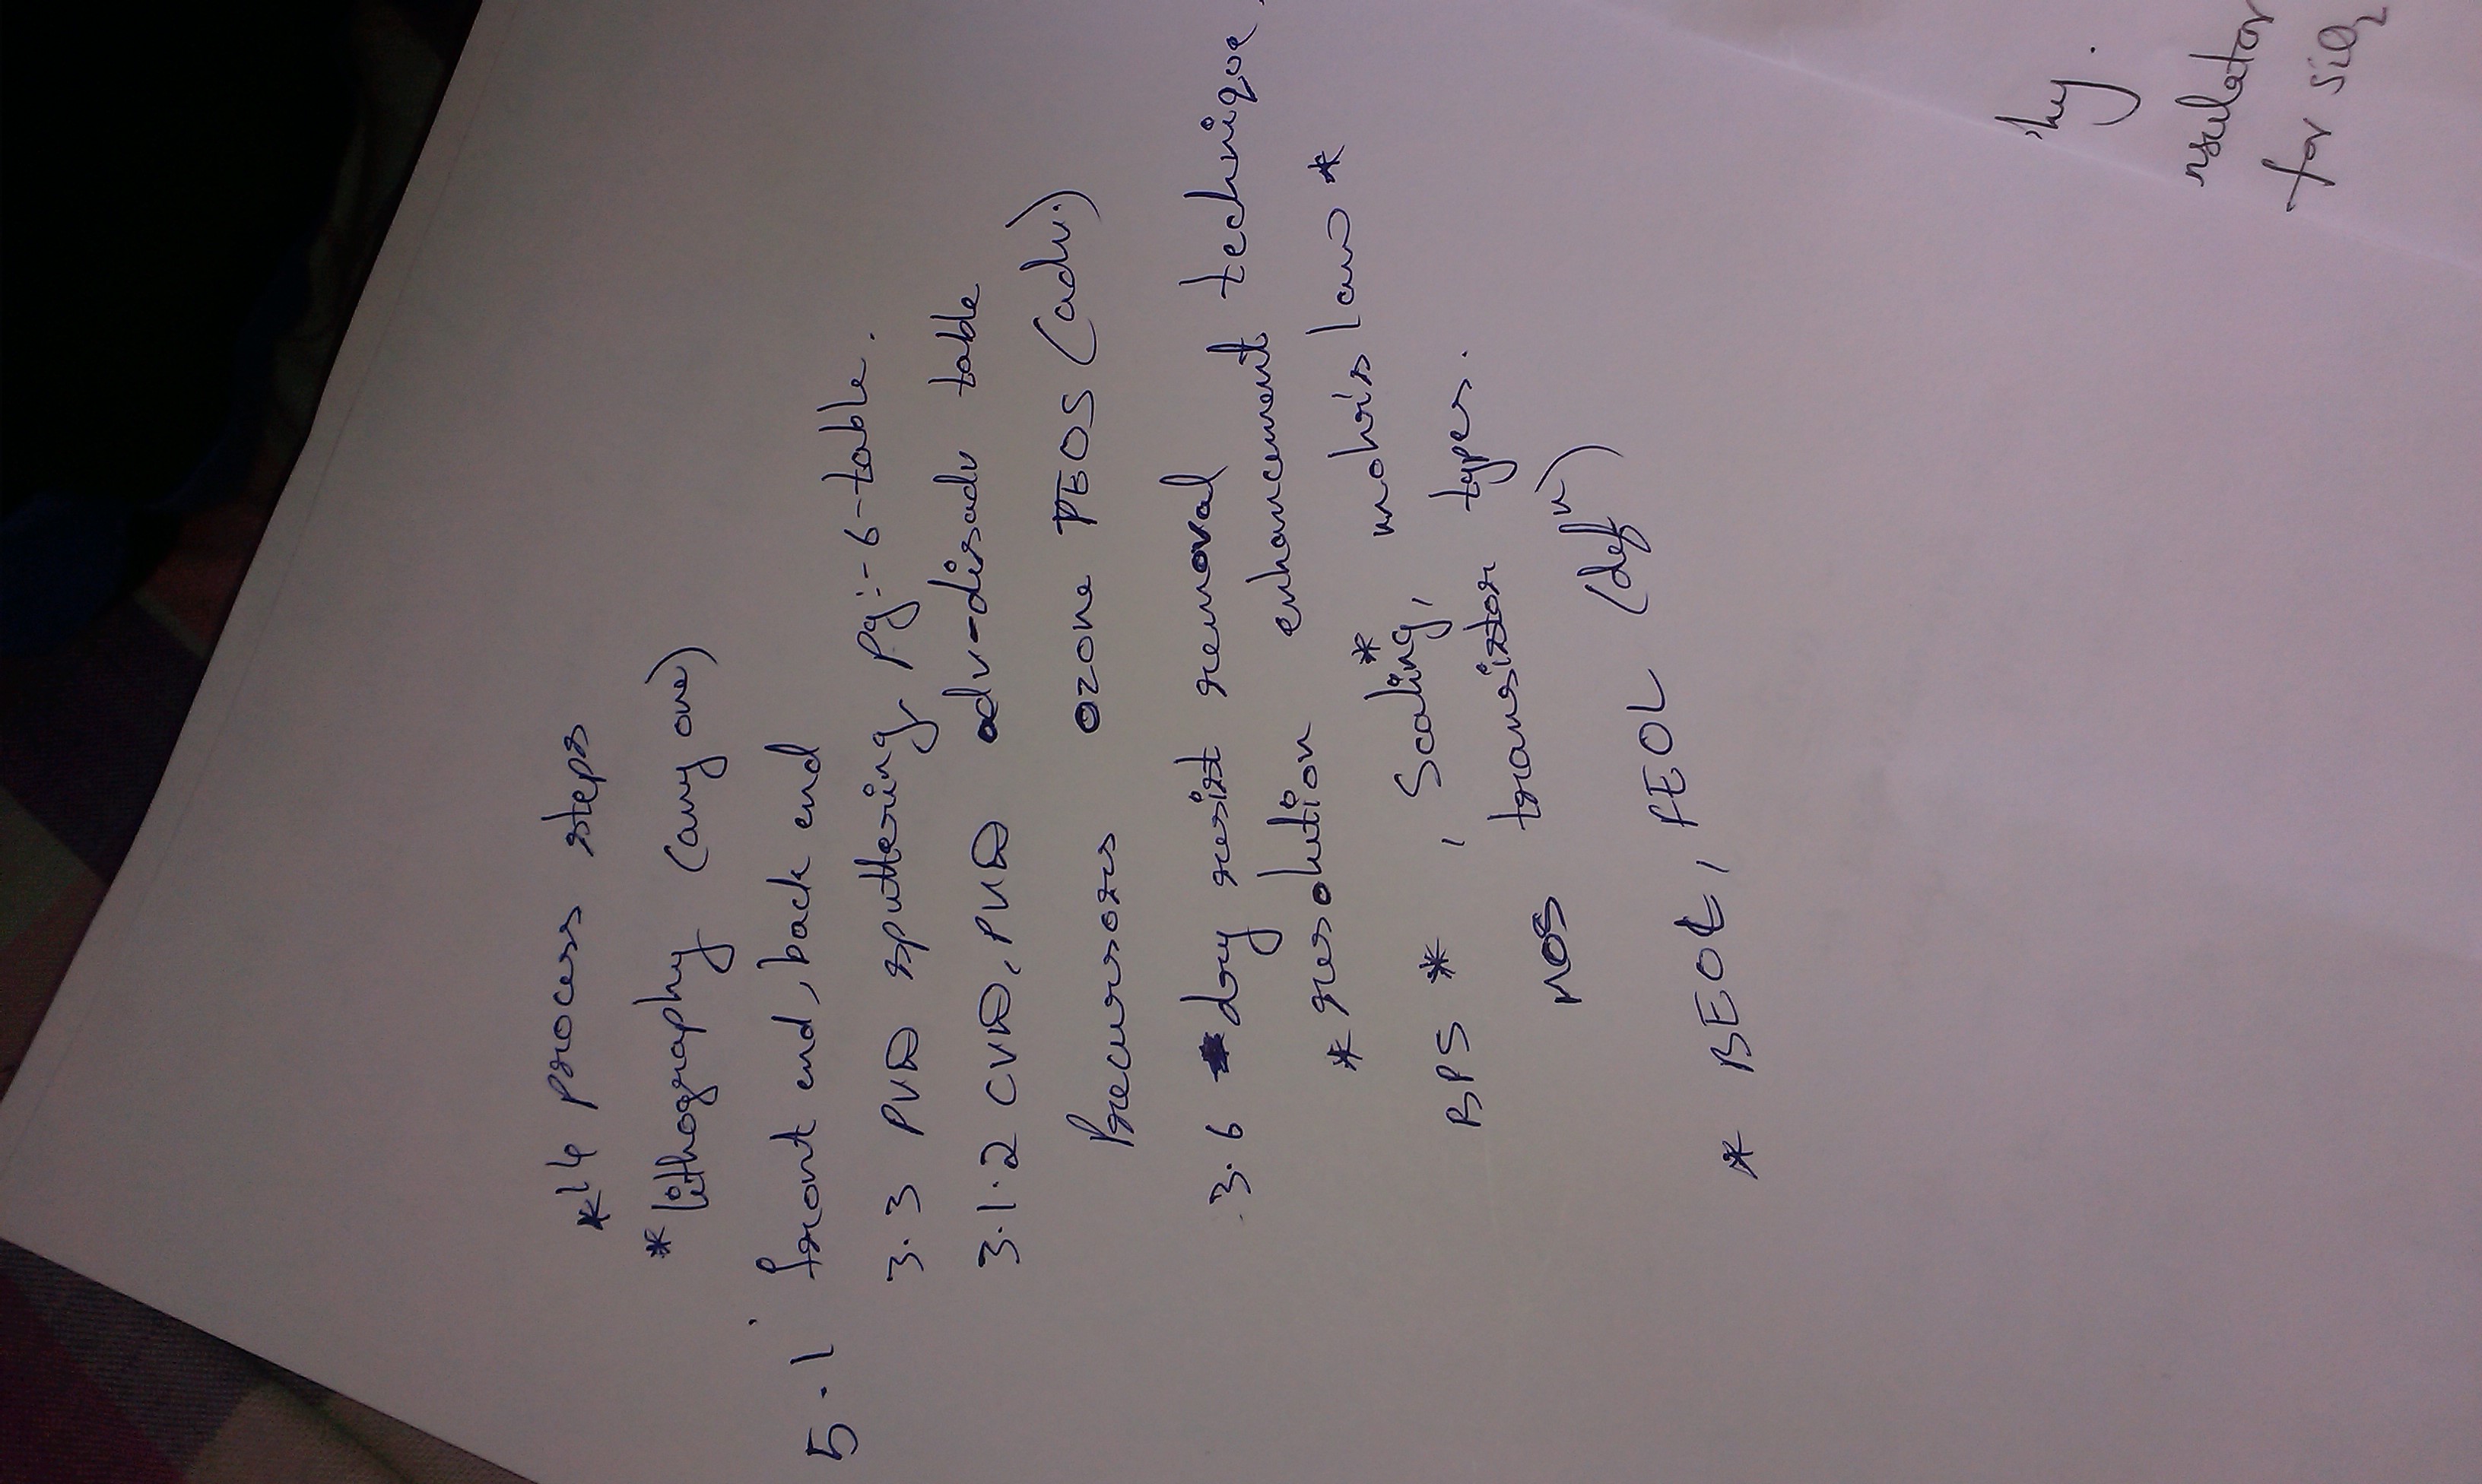 * 14 process steps
* lithography (any one)
5.1 front end, back end
3.3 PVD sputtering Pg:- 6-table.
3.1.2 CVD, PVD adv-disadv table
Precursors ozone TEOS (adv.)
3.6 * dry resist removal
* resolution enhancement technique.
BPS * , Scaling, * mohris law *
MOS transistor types.
* BEOL, FEOL (defn)
hy.
nsulator
for SiO2